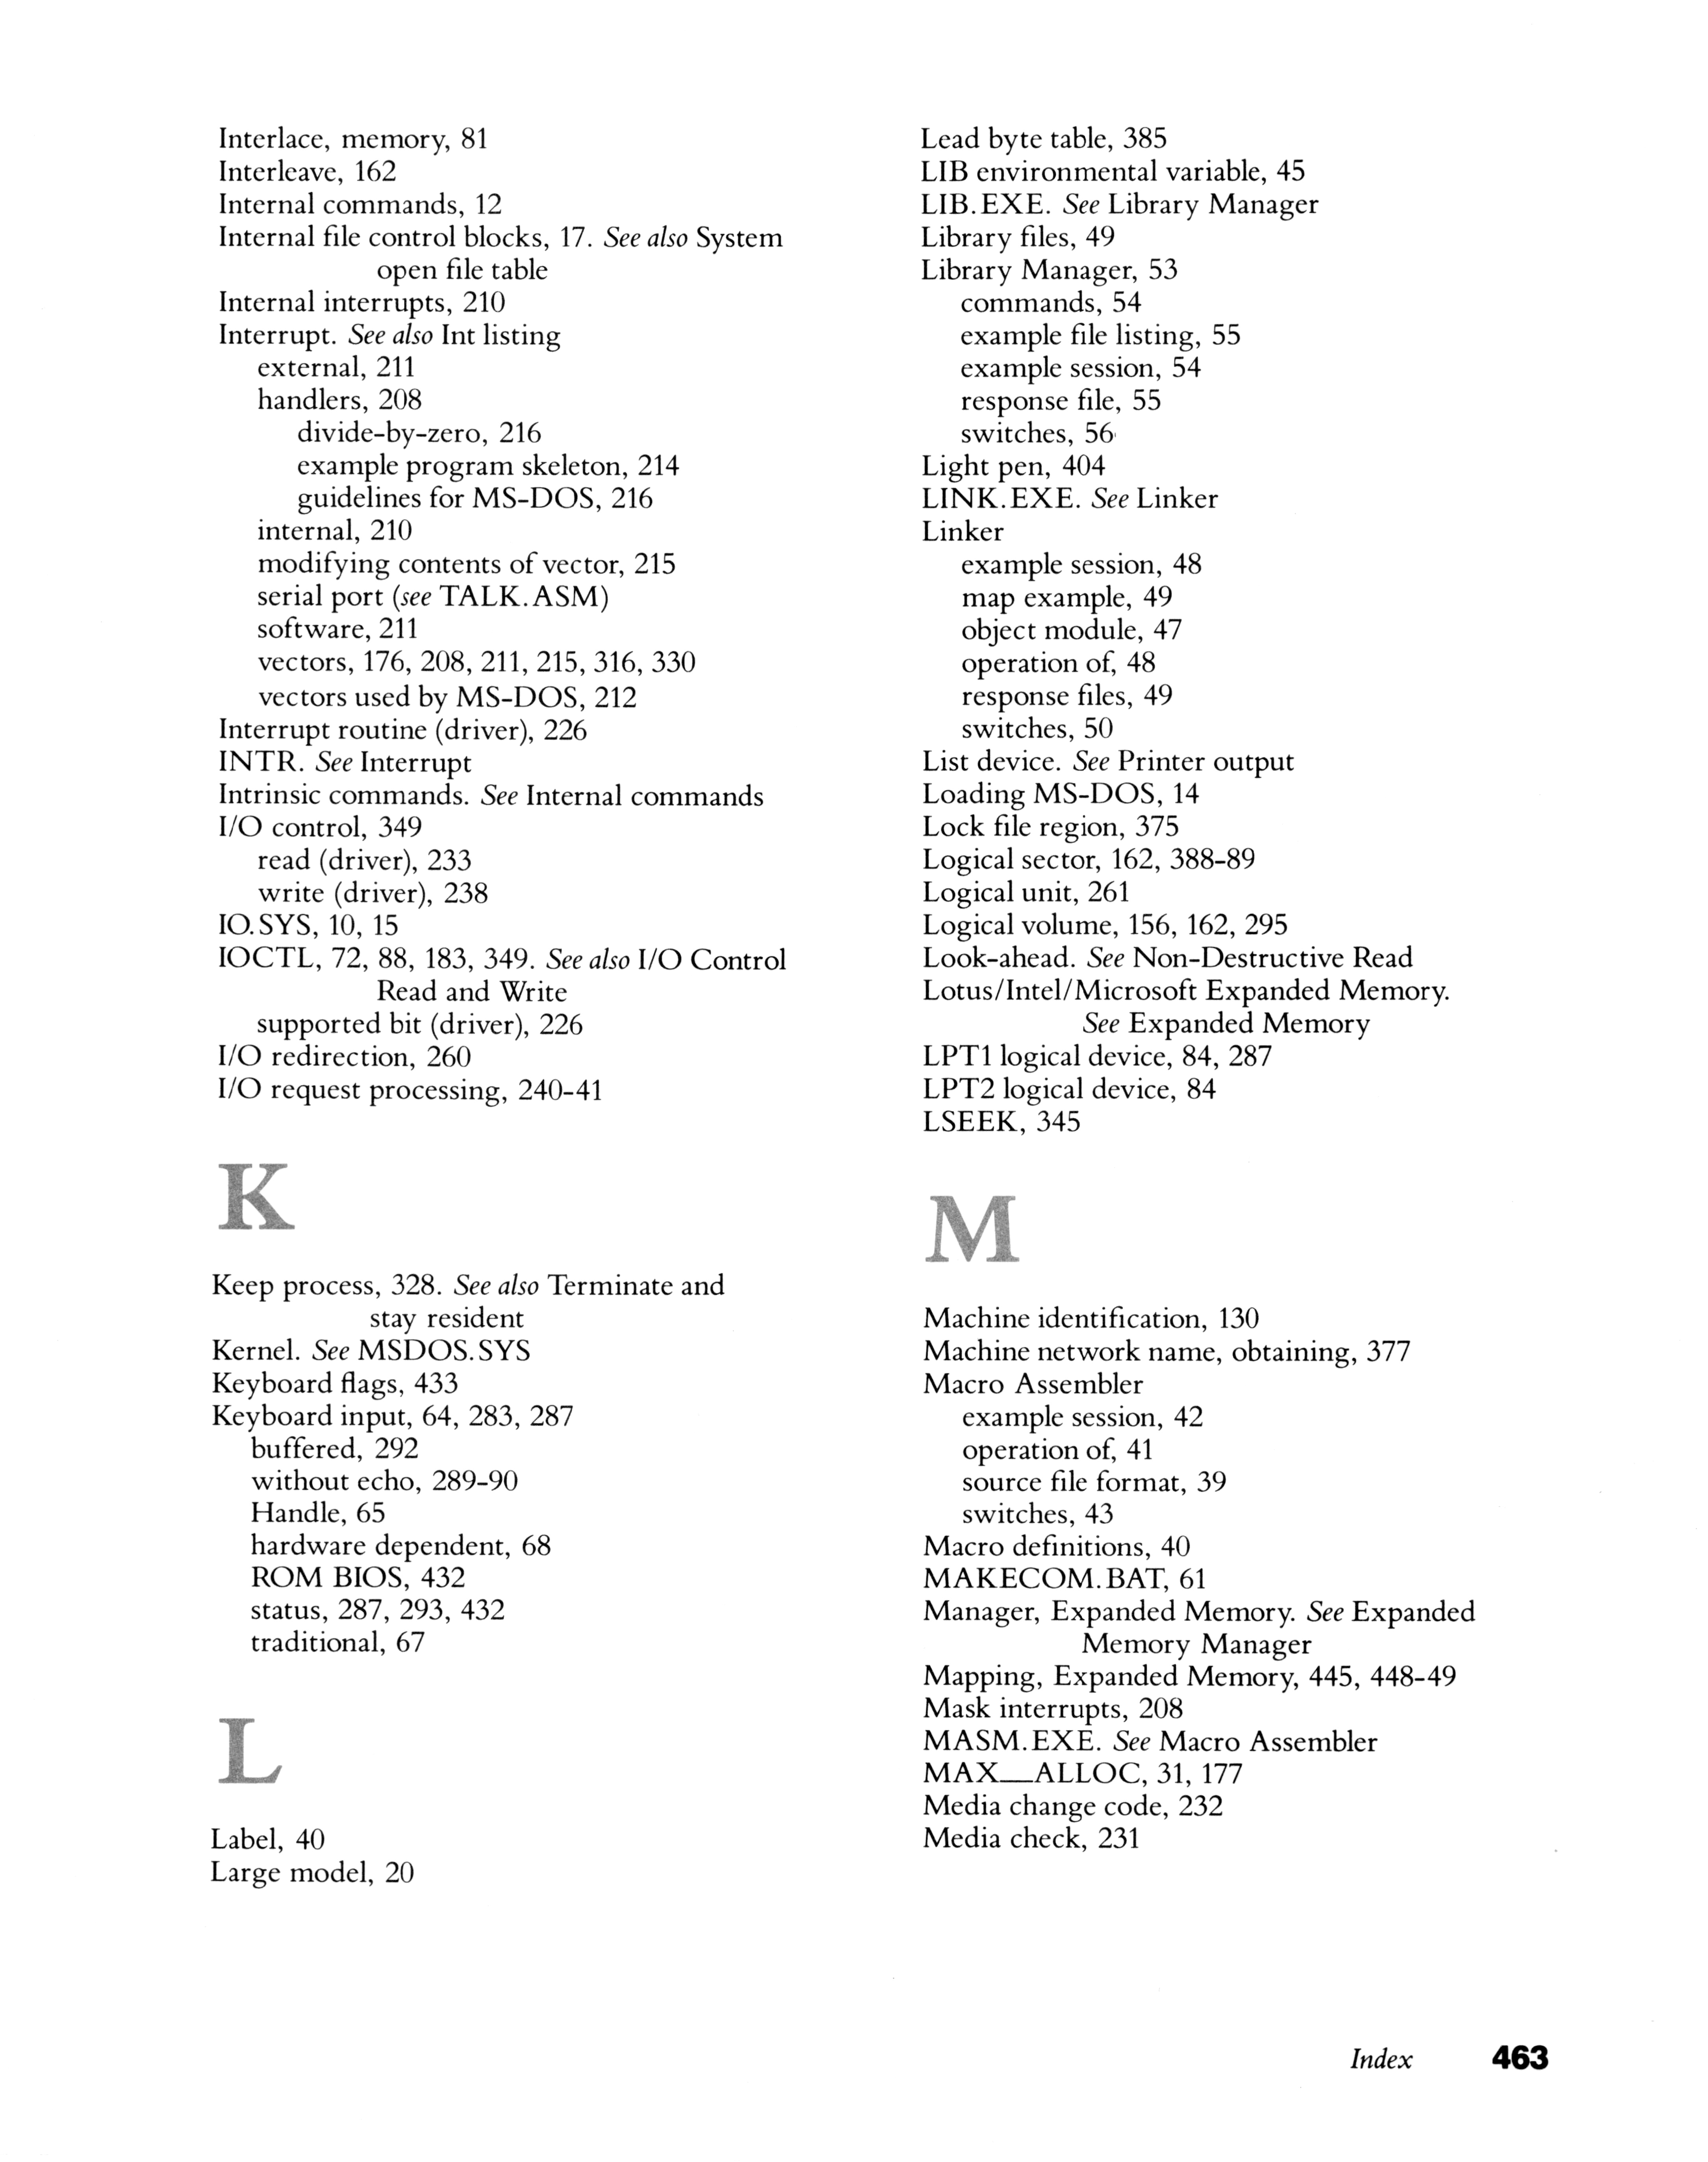 Interlace, memory, 81
Interleave, 162
Internal commands, 12
Internal file control blocks, 17. See also System
open file table
Internal interrupts, 210
Interrupt. See also Int listing
external, 211
handlers, 208
divide-by-zero, 216
example program skeleton, 214
guidelines for MS-DOS, 216
internal, 210
modifying contents of vector, 215
serial port (see TALK.ASM)
software, 211
vectors, 176, 208, 211, 215, 316, 330
vectors used by MS-DOS, 212
Interrupt routine (driver), 226
INTR. See Interrupt
Intrinsic commands. See Internal commands
I/O control, 349
read (driver), 233
write (driver), 238
IO.SYS, 10, 15
IOCTL, 72, 88, 183, 349. See also I/O Control
Read and Write
supported bit (driver), 226
I/O redirection, 260
I/O request processing, 240-41
K
Keep process, 328. See also Terminate and
stay resident
Kernel. See MSDOS.SYS
Keyboard flags, 433
Keyboard input, 64, 283, 287
buffered, 292
without echo, 289-90
Handle, 65
hardware dependent, 68
ROM BIOS, 432
status, 287, 293, 432
traditional, 67
L
Label, 40
Large model, 20
Lead byte table, 385
LIB environmental variable, 45
LIB.EXE. See Library Manager
Library files, 49
Library Manager, 53
commands, 54
example file listing, 55
example session, 54
response file, 55
switches, 56
Light pen, 404
LINK.EXE. See Linker
Linker
example session, 48
map example, 49
object module, 47
operation of, 48
response files, 49
switches, 50
List device. See Printer output
Loading MS-DOS, 14
Lock file region, 375
Logical sector, 162, 388-89
Logical unit, 261
Logical volume, 156, 162, 295
Look-ahead. See Non-Destructive Read
Lotus/Intel/Microsoft Expanded Memory.
See Expanded Memory
LPT1 logical device, 84, 287
LPT2 logical device, 84
LSEEK, 345
M
Machine identification, 130
Machine network name, obtaining, 377
Macro Assembler
example session, 42
operation of, 41
source file format, 39
switches, 43
Macro definitions, 40
MAKECOM.BAT, 61
Manager, Expanded Memory. See Expanded
Memory Manager
Mapping, Expanded Memory, 445, 448-49
Mask interrupts, 208
MASM.EXE. See Macro Assembler
MAX__ALLOC, 31, 177
Media change code, 232
Media check, 231
Index 463